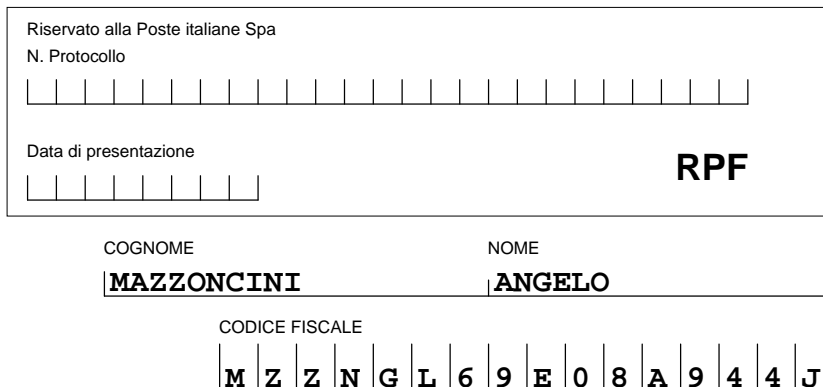 Riservato alla Poste italiane Spa
N. Protocollo
Data di presentazione
RPF
COGNOME NOME
MAZZONCINI ANGELO
CODICE FISCALE
MZZNGL69E08A944J